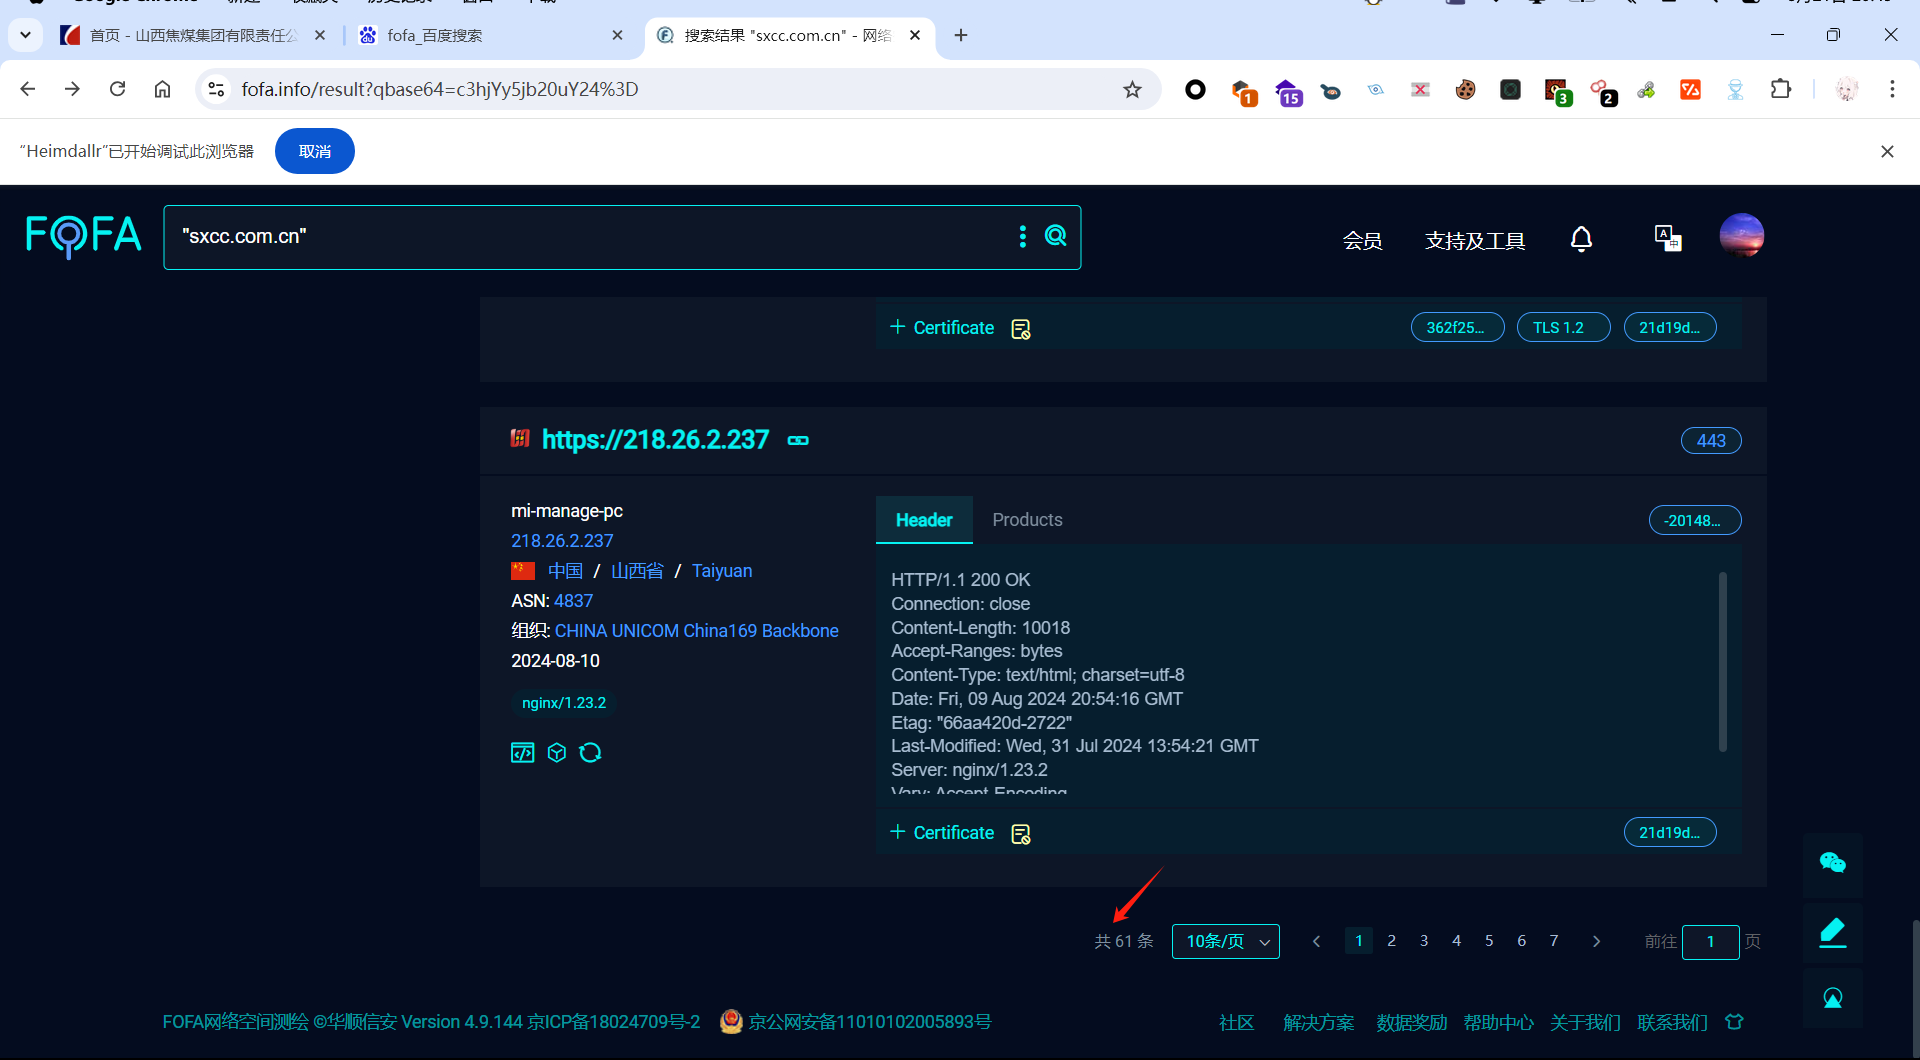 首页 - 山西焦煤集团有限责任公
fofa_百度搜索
搜索结果 "sxcc.com.cn" - 网络
fofa.info/result?qbase64=c3hjYy5jb20uY24%3D
1
15
3
2
“Heimdallr”已开始调试此浏览器
取消
FOFA
"sxcc.com.cn"
会员
支持及工具
+ Certificate
362f25...
TLS 1.2
21d19d...
https://218.26.2.237
443
mi-manage-pc
218.26.2.237
中国 / 山西省 / Taiyuan
ASN: 4837
组织: CHINA UNICOM China169 Backbone
2024-08-10
nginx/1.23.2
Header
Products
-20148...
HTTP/1.1 200 OK
Connection: close
Content-Length: 10018
Accept-Ranges: bytes
Content-Type: text/html; charset=utf-8
Date: Fri, 09 Aug 2024 20:54:16 GMT
Etag: "66aa420d-2722"
Last-Modified: Wed, 31 Jul 2024 13:54:21 GMT
Server: nginx/1.23.2
Vary: Accept-Encoding
+ Certificate
21d19d...
共 61 条
10条/页
1 2 3 4 5 6 7
前往 1 页
FOFA网络空间测绘 ©华顺信安 Version 4.9.144 京ICP备18024709号-2
京公网安备11010102005893号
社区 解决方案 数据奖励 帮助中心 关于我们 联系我们